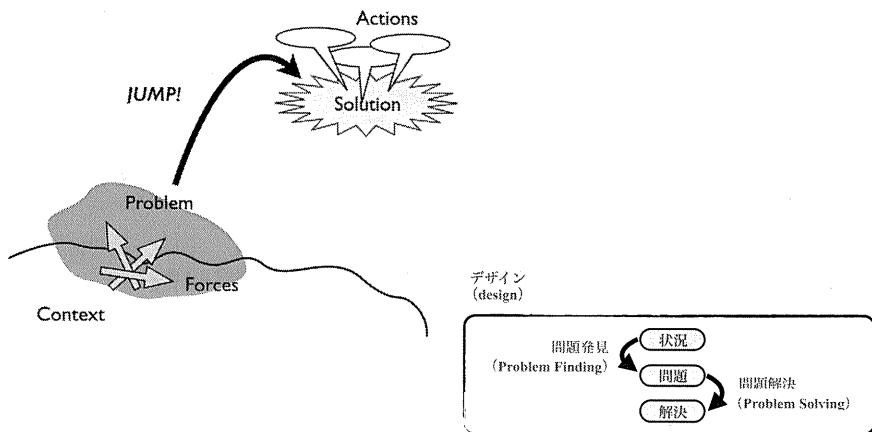 Actions
JUMP!
Solution
Problem
Forces
Context
デザイン
(design)
状況
問題発見
(Problem Finding)
問題
問題解決
(Problem Solving)
解決